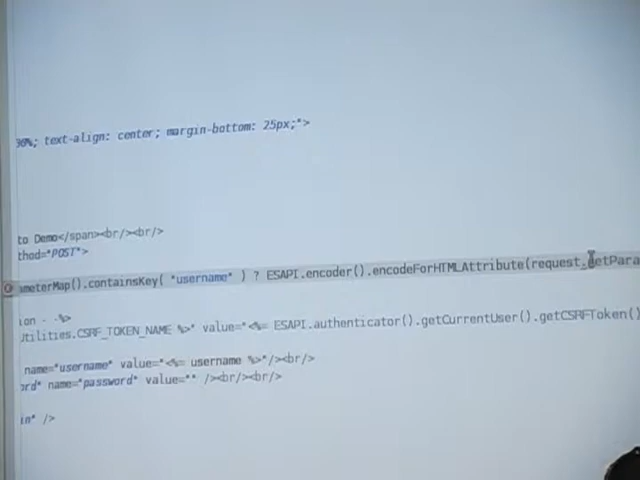 90%; text-align: center; margin-bottom: 25px;">
to Demo</span><br/><br/>
thod="POST">
ameterMap().containsKey( "username" ) ? ESAPI.encoder().encodeForHTMLAttribute(request.getPara
ion - -%>
Utilities.CSRF_TOKEN_NAME %>" value="<%= ESAPI.authenticator().getCurrentUser().getCSRFToken()
name="username" value="<%= username %>"/><br/>
ord" name="password" value="" /><br/><br/>
in" />